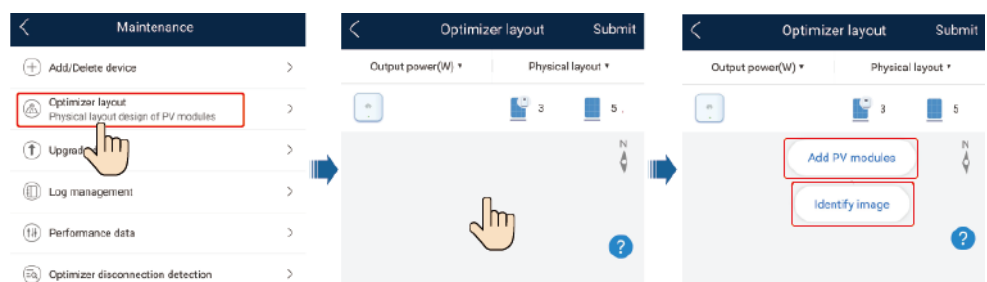 Maintenance
Add/Delete device
Optimizer layout
Physical layout design of PV modules
Upgrad
Log management
Performance data
Optimizer disconnection detection
Optimizer layout Submit
Output power(W) ▾ Physical layout ▾
3 5 .
N
?
Optimizer layout Submit
Output power(W) ▾ Physical layout ▾
3 5
N
Add PV modules
Identify image
?